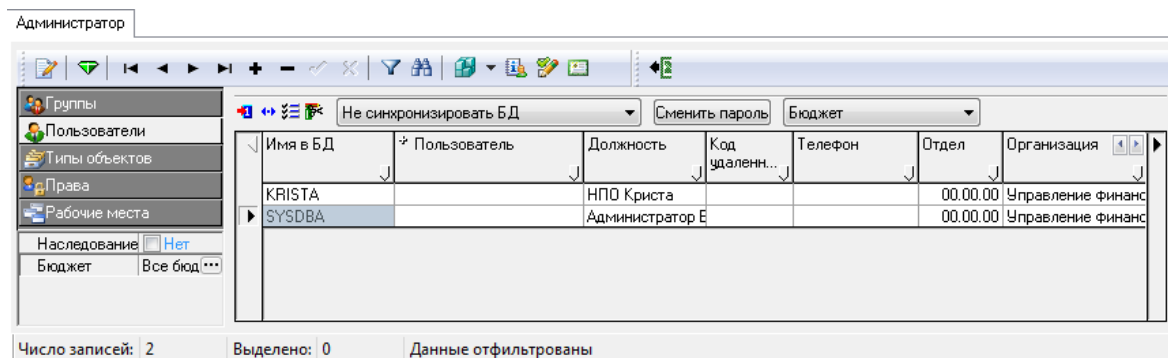 Администратор
Группы
Пользователи
Типы объектов
Права
Рабочие места
Наследование Нет
Бюджет Все бюд
Не синхронизировать БД Сменить пароль Бюджет
Имя в БД Пользователь Должность Код удаленн... Телефон Отдел Организация
KRISTA НПО Криста 00.00.00 Управление финанс
SYSDBA Администратор Е 00.00.00 Управление финанс
Число записей: 2 Выделено: 0 Данные отфильтрованы